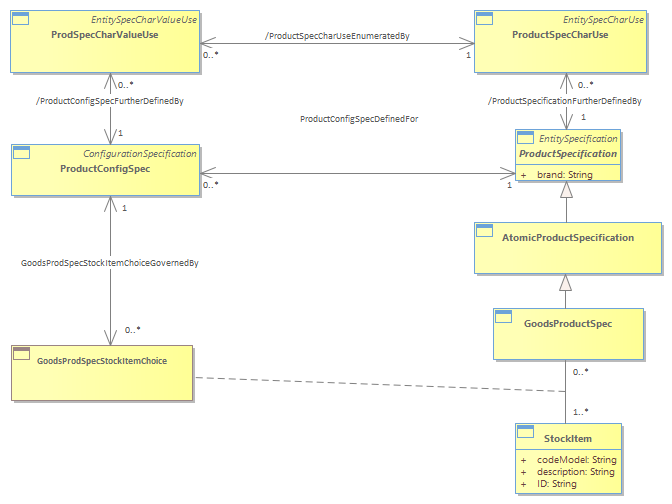 EntitySpecCharValueUse
ProdSpecCharValueUse
/ProductSpecCharUseEnumeratedBy
0..*
1
EntitySpecCharUse
ProductSpecCharUse
0..*
/ProductConfigSpecFurtherDefinedBy
1
0..*
/ProductSpecificationFurtherDefinedBy
1
ProductConfigSpecDefinedFor
ConfigurationSpecification
ProductConfigSpec
0..*
1
EntitySpecification
ProductSpecification
+ brand: String
1
GoodsProdSpecStockItemChoiceGovernedBy
0..*
AtomicProductSpecification
GoodsProductSpec
GoodsProdSpecStockItemChoice
0..*
1..*
StockItem
+ codeModel: String
+ description: String
+ ID: String